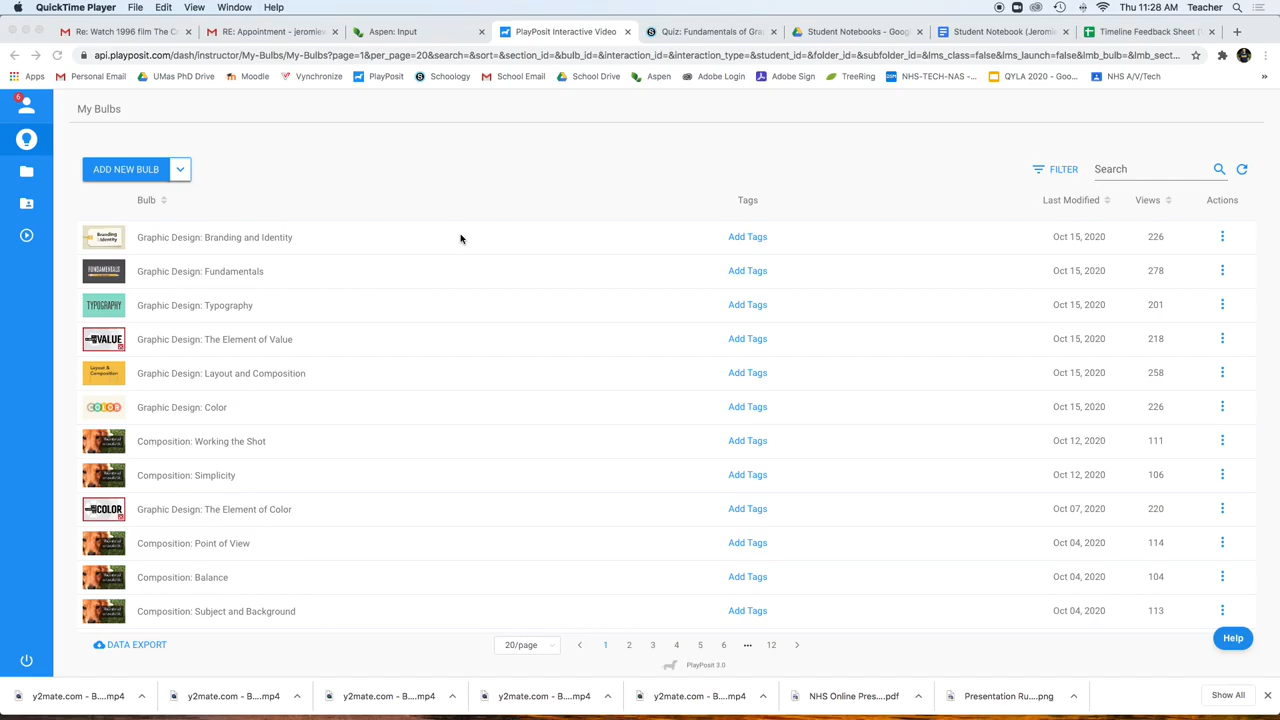 QuickTime Player File Edit View Window Help Thu 11:28 AM Teacher
Re: Watch 1996 film The C RE: Appointment - jeromiev Aspen: Input PlayPosit Interactive Video Quiz: Fundamentals of Gra Student Notebooks - Goog Student Notebook (Jeromi Timeline Feedback Sheet (
api.playposit.com/dash/instructor/My-Bulbs/My-Bulbs?page=1&per_page=20&search=&sort=&section_id=&bulb_id=&interaction_id=&interaction_type=&student_id=&folder_id=&subfolder_id=&lms_class=false&lms_launch=false&lmb_bulb=&lmb_sect...
Apps Personal Email UMas PhD Drive Moodle Vynchronize PlayPosit Schoology School Email School Drive Aspen Adobe Login Adobe Sign TreeRing NHS-TECH-NAS -... QYLA 2020 - Goo... NHS A/V/Tech »
6
My Bulbs
ADD NEW BULB FILTER Search
Bulb Tags Last Modified Views Actions
Branding Identity Graphic Design: Branding and Identity Add Tags Oct 15, 2020 226
FUNDAMENTALS Graphic Design: Fundamentals Add Tags Oct 15, 2020 278
TYPOGRAPHY Graphic Design: Typography Add Tags Oct 15, 2020 201
VALUE Graphic Design: The Element of Value Add Tags Oct 15, 2020 218
Layout & Composition Graphic Design: Layout and Composition Add Tags Oct 15, 2020 258
COLOR Graphic Design: Color Add Tags Oct 15, 2020 226
Composition: Working the Shot Add Tags Oct 12, 2020 111
Composition: Simplicity Add Tags Oct 12, 2020 106
COLOR Graphic Design: The Element of Color Add Tags Oct 07, 2020 220
Composition: Point of View Add Tags Oct 04, 2020 114
Composition: Balance Add Tags Oct 04, 2020 104
Composition: Subject and Background Add Tags Oct 04, 2020 113
DATA EXPORT 20/page 1 2 3 4 5 6 ••• 12 Help
PlayPosit 3.0
y2mate.com - B....mp4 y2mate.com - B....mp4 y2mate.com - B....mp4 y2mate.com - B....mp4 y2mate.com - B....mp4 NHS Online Pres....pdf Presentation Ru....png Show All